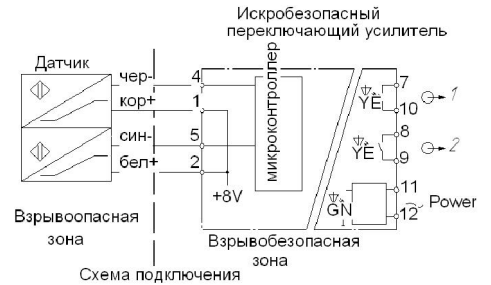 Искробезопасный
переключающий усилитель
Датчик
чер- 4
кор+ 1
син- 5
бел+ 2
+8V
микроконтроллер
YE
7
10
1
YE
8
9
2
GN
11
12
Power
Взрывоопасная
зона
Взрывобезопасная
зона
Схема подключения